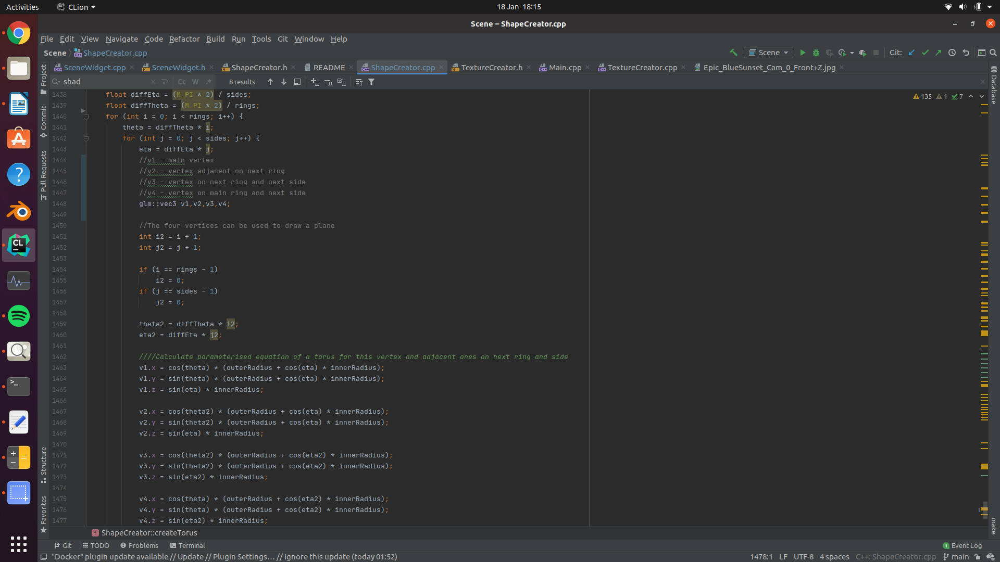 Activities CLion 18 Jan 18:15
Scene – ShapeCreator.cpp
File Edit View Navigate Code Refactor Build Run Tools Git Window Help
Scene ShapeCreator.cpp Scene Git:
SceneWidget.cpp SceneWidget.h ShapeCreator.h README ShapeCreator.cpp TextureCreator.h Main.cpp TextureCreator.cpp Epic_BlueSunset_Cam_0_Front+Z.jpg
shad Cc W .* 8 results
135 1 7
Project
Commit
Pull Requests
Structure
Favorites
Database
make
1438 float diffEta = (M_PI * 2) / sides;
1439 float diffTheta = (M_PI * 2) / rings;
1440 for (int i = 0; i < rings; i++) {
1441 theta = diffTheta * i;
1442 for (int j = 0; j < sides; j++) {
1443 eta = diffEta * j;
1444 //v1 - main vertex
1445 //v2 - vertex adjacent on next ring
1446 //v3 - vertex on next ring and next side
1447 //v4 - vertex on main ring and next side
1448 glm::vec3 v1,v2,v3,v4;
1449
1450 //The four vertices can be used to draw a plane
1451 int i2 = i + 1;
1452 int j2 = j + 1;
1453
1454 if (i == rings - 1)
1455 i2 = 0;
1456 if (j == sides - 1)
1457 j2 = 0;
1458
1459 theta2 = diffTheta * i2;
1460 eta2 = diffEta * j2;
1461
1462 ////Calculate parameterised equation of a torus for this vertex and adjacent ones on next ring and side
1463 v1.x = cos(theta) * (outerRadius + cos(eta) * innerRadius);
1464 v1.y = sin(theta) * (outerRadius + cos(eta) * innerRadius);
1465 v1.z = sin(eta) * innerRadius;
1466
1467 v2.x = cos(theta2) * (outerRadius + cos(eta) * innerRadius);
1468 v2.y = sin(theta2) * (outerRadius + cos(eta) * innerRadius);
1469 v2.z = sin(eta) * innerRadius;
1470
1471 v3.x = cos(theta2) * (outerRadius + cos(eta2) * innerRadius);
1472 v3.y = sin(theta2) * (outerRadius + cos(eta2) * innerRadius);
1473 v3.z = sin(eta2) * innerRadius;
1474
1475 v4.x = cos(theta) * (outerRadius + cos(eta2) * innerRadius);
1476 v4.y = sin(theta) * (outerRadius + cos(eta2) * innerRadius);
1477 v4.z = sin(eta2) * innerRadius;
f ShapeCreator::createTorus
Git TODO Problems Terminal 1 Event Log
"Docker" plugin update available // Update // Plugin Settings... // Ignore this update (today 01:52) 1478:1 LF UTF-8 4 spaces C++: ShapeCreator.cpp main